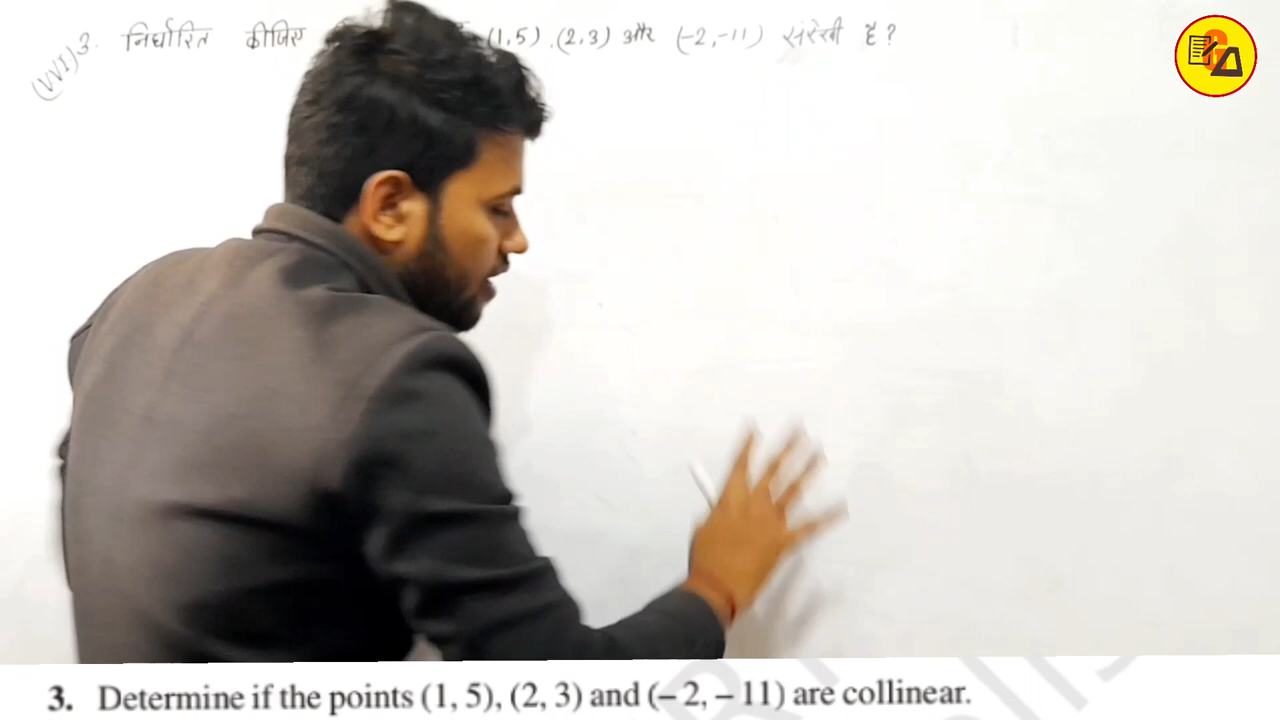 (VVI) 3. निर्धारित कीजिए (1,5) ,(2,3) और (-2,-11) संरेखी है ?
3. Determine if the points (1, 5), (2, 3) and (– 2, – 11) are collinear.